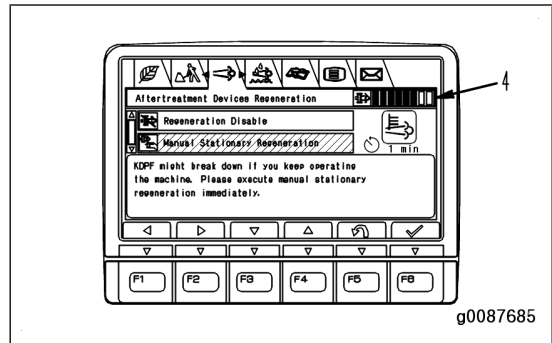 4
Aftertreatment Devices Regeneration
Regeneration Disable
Manual Stationary Regeneration
1 min
KDPF might break down if you keep operating
the machine. Please execute manual stationary
regeneration immediately.
F1 F2 F3 F4 F5 F6
g0087685